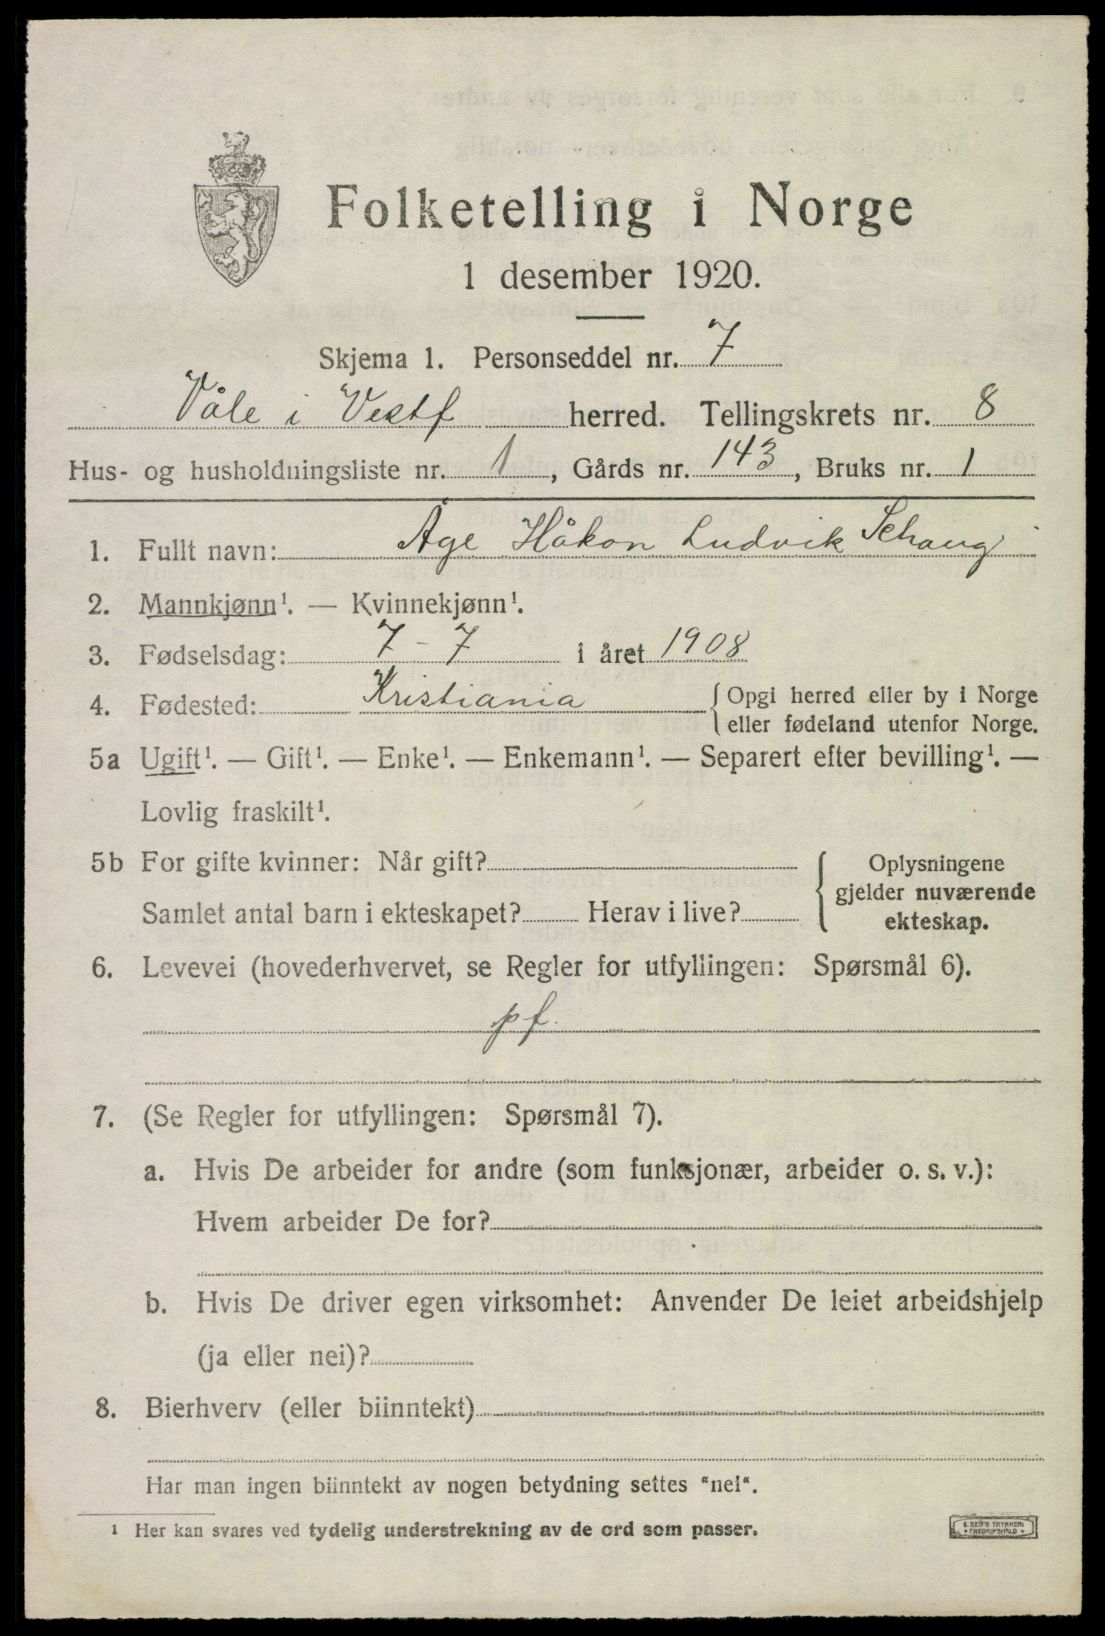 Folketelling i Norge
1 desember 1920.
Skjema 1. Personseddel nr. 7
Våle i Vestf herred. Tellingskrets nr. 8
Hus- og husholdningsliste nr. 1, Gårds nr. 143, Bruks nr. 1
1. Fullt navn: Åge Håkon Ludvik Schaug
2. Mannkjønn¹. — Kvinnekjønn¹.
3. Fødselsdag: 7 - 7 i året 1908
4. Fødested: Kristiania { Opgi herred eller by i Norge
eller fødeland utenfor Norge.
5a Ugift¹. — Gift¹. — Enke¹. — Enkemann¹. — Separert efter bevilling¹. —
Lovlig fraskilt¹.
5b For gifte kvinner: Når gift?
Samlet antal barn i ekteskapet? Herav i live?
{ Oplysningene
gjelder nuværende
ekteskap.
6. Levevei (hovederhvervet, se Regler for utfyllingen: Spørsmål 6).
pf.
7. (Se Regler for utfyllingen: Spørsmål 7).
a. Hvis De arbeider for andre (som funksjonær, arbeider o. s. v.):
Hvem arbeider De for?
b. Hvis De driver egen virksomhet: Anvender De leiet arbeidshjelp
(ja eller nei)?
8. Bierhverv (eller biinntekt)
Har man ingen biinntekt av nogen betydning settes "nei".
¹ Her kan svares ved tydelig understrekning av de ord som passer.
E. SEM'S TRYKKERI
FREDRIKSHALD